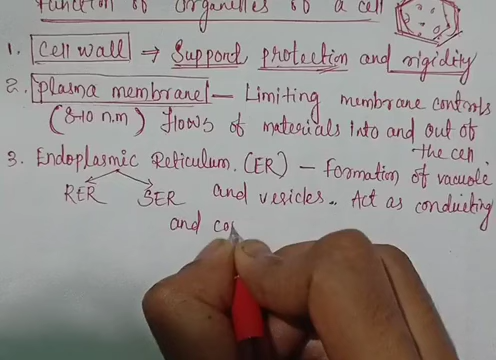 Function of Organelles of a cell
1. Cell wall → Support protection and rigidity
2. Plasma membrane – Limiting membrane controls
(8-10 n.m) flows of materials into and out of
the cell.
3. Endoplasmic Reticulum. (ER) – Formation of vacuole
RER SER and vesicles. Act as conducting
and co